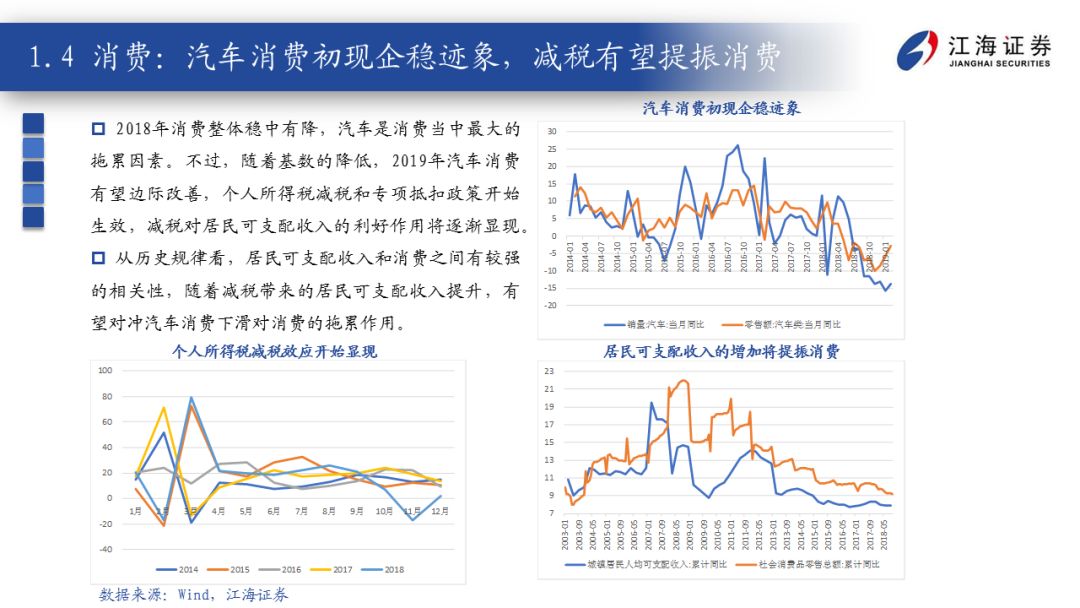 1.4 消费：汽车消费初现企稳迹象，减税有望提振消费
江海证券
JIANGHAI SECURITIES
2018年消费整体稳中有降，汽车是消费当中最大的
拖累因素。不过，随着基数的降低，2019年汽车消费
有望边际改善，个人所得税减税和专项抵扣政策开始
生效，减税对居民可支配收入的利好作用将逐渐显现。
从历史规律看，居民可支配收入和消费之间有较强
的相关性，随着减税带来的居民可支配收入提升，有
望对冲汽车消费下滑对消费的拖累作用。
汽车消费初现企稳迹象
30
25
20
15
10
5
0
-5
-10
-15
-20
2014-01 2014-04 2014-07 2014-10 2015-01 2015-04 2015-07 2015-10 2016-01 2016-04 2016-07 2016-10 2017-01 2017-04 2017-07 2017-10 2018-01 2018-04 2018-10
销量:汽车:当月同比 零售额:汽车类:当月同比
个人所得税减税效应开始显现
100
80
60
40
20
0
-20
-40
1月 2月 3月 4月 5月 6月 7月 8月 9月 10月 11月 12月
2014 2015 2016 2017 2018
居民可支配收入的增加将提振消费
23
21
19
17
15
13
11
9
7
2003-01 2003-09 2004-05 2005-01 2005-09 2006-05 2007-01 2007-09 2008-05 2009-01 2009-09 2010-05 2011-01 2011-09 2012-05 2013-01 2013-09 2014-05 2015-01 2015-09 2016-05 2017-01 2017-09 2018-05
城镇居民人均可支配收入:累计同比 社会消费品零售总额:累计同比
数据来源：Wind，江海证券